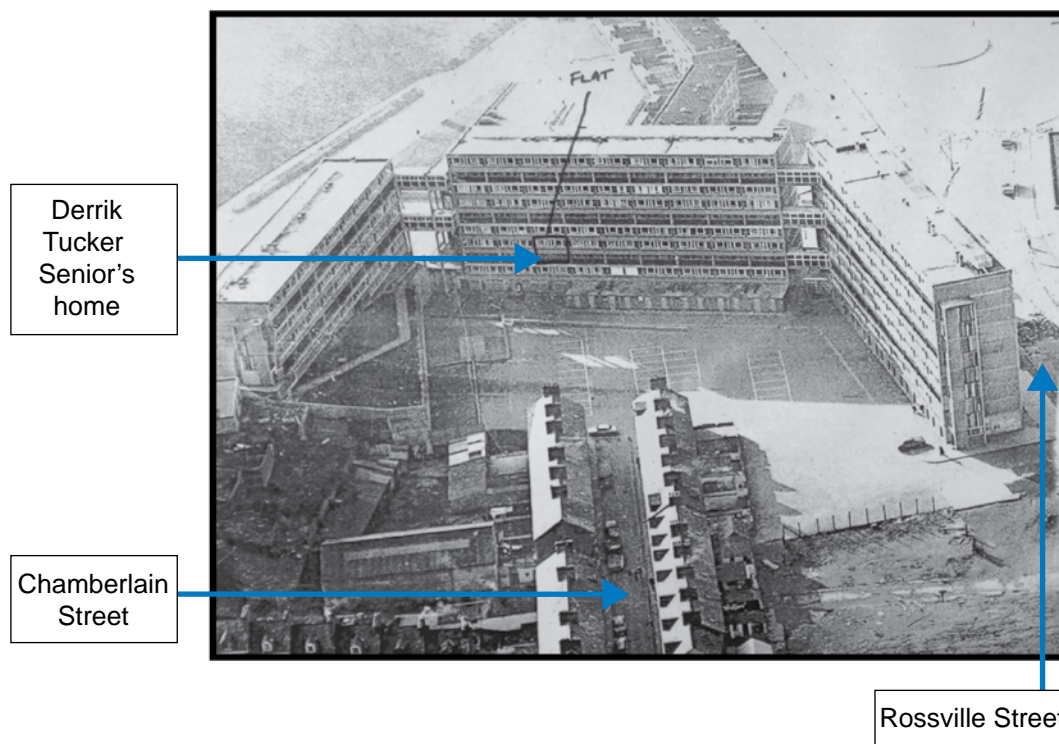 FLAT
Derrik
Tucker
Senior's
home
Chamberlain
Street
Rossville Street